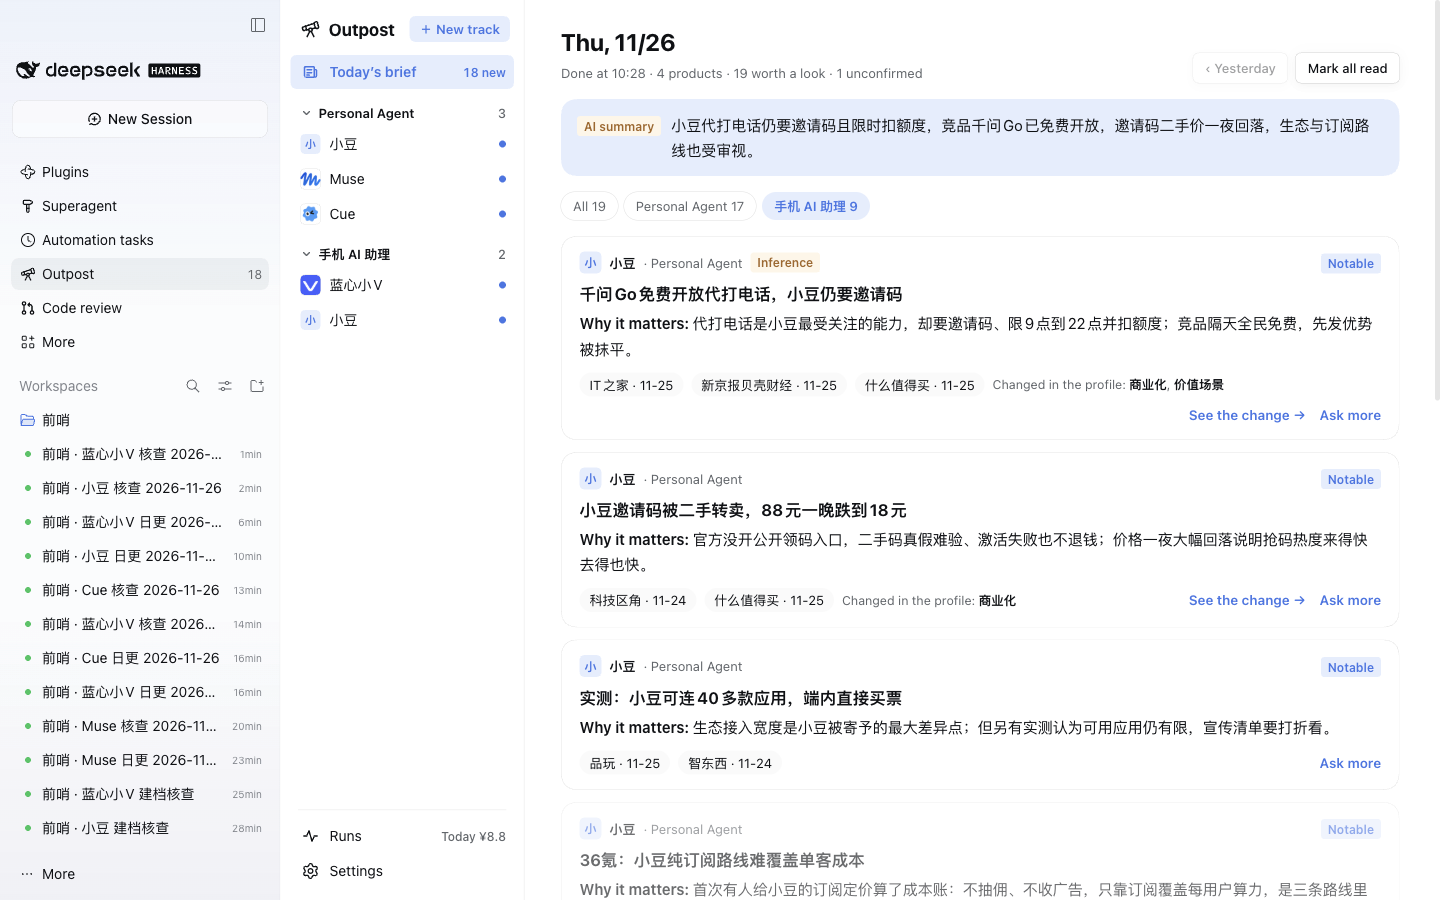 deepseek HARNESS
New Session
Plugins
Superagent
Automation tasks
Outpost 18
Code review
More
Workspaces
前哨
前哨 · 蓝心小V 核查 2026-... 1min
前哨 · 小豆 核查 2026-11-26 2min
前哨 · 蓝心小V 日更 2026-... 6min
前哨 · 小豆 日更 2026-11-... 10min
前哨 · Cue 核查 2026-11-26 13min
前哨 · 蓝心小V 核查 2026... 14min
前哨 · Cue 日更 2026-11-26 16min
前哨 · 蓝心小V 日更 2026... 16min
前哨 · Muse 核查 2026-11... 20min
前哨 · Muse 日更 2026-11... 23min
前哨 · 蓝心小V 建档核查 25min
前哨 · 小豆 建档核查 28min
··· More
Outpost
+ New track
Today's brief 18 new
Personal Agent 3
小 小豆
Muse
Cue
手机 AI 助理 2
蓝心小V
小 小豆
Runs Today ¥8.8
Settings
Thu, 11/26
Done at 10:28 · 4 products · 19 worth a look · 1 unconfirmed
‹ Yesterday
Mark all read
AI summary 小豆代打电话仍要邀请码且限时扣额度，竞品千问Go已免费开放，邀请码二手价一夜回落，生态与订阅路
线也受审视。
All 19
Personal Agent 17
手机 AI 助理 9
小 小豆 · Personal Agent Inference Notable
千问Go免费开放代打电话，小豆仍要邀请码
Why it matters: 代打电话是小豆最受关注的能力，却要邀请码、限9点到22点并扣额度；竞品隔天全民免费，先发优势
被抹平。
IT之家 · 11-25 新京报贝壳财经 · 11-25 什么值得买 · 11-25 Changed in the profile: 商业化, 价值场景
See the change → Ask more
小 小豆 · Personal Agent Notable
小豆邀请码被二手转卖，88元一晚跌到18元
Why it matters: 官方没开公开领码入口，二手码真假难验、激活失败也不退钱；价格一夜大幅回落说明抢码热度来得快
去得也快。
科技区角 · 11-24 什么值得买 · 11-25 Changed in the profile: 商业化 See the change → Ask more
小 小豆 · Personal Agent Notable
实测：小豆可连40多款应用，端内直接买票
Why it matters: 生态接入宽度是小豆被寄予的最大差异点；但另有实测认为可用应用仍有限，宣传清单要打折看。
品玩 · 11-25 智东西 · 11-24 Ask more
小 小豆 · Personal Agent Notable
36氪：小豆纯订阅路线难覆盖单客成本
Why it matters: 首次有人给小豆的订阅定价算了成本账：不抽佣、不收广告，只靠订阅覆盖每用户算力，是三条路线里